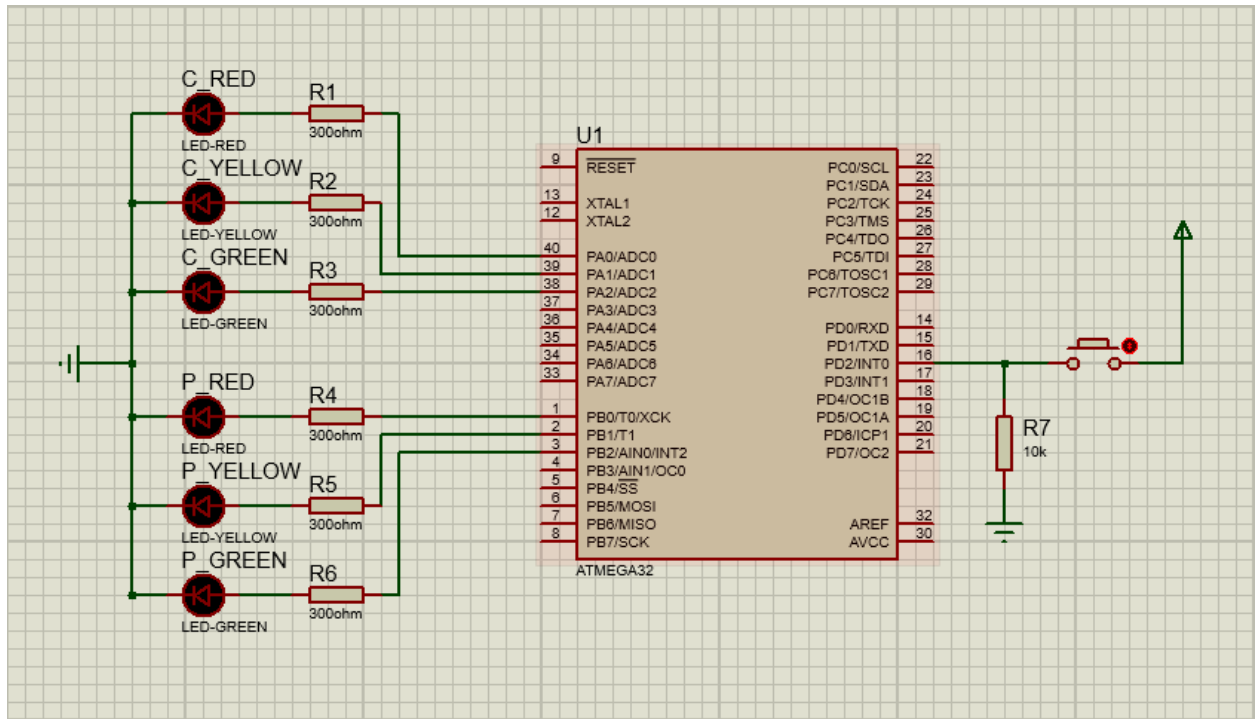 C_RED
LED-RED
R1
300ohm
C_YELLOW
LED-YELLOW
R2
300ohm
C_GREEN
LED-GREEN
R3
300ohm
P_RED
LED-RED
R4
300ohm
P_YELLOW
LED-YELLOW
R5
300ohm
P_GREEN
LED-GREEN
R6
300ohm
U1
9 RESET
13 XTAL1
12 XTAL2
40 PA0/ADC0
39 PA1/ADC1
38 PA2/ADC2
37 PA3/ADC3
36 PA4/ADC4
35 PA5/ADC5
34 PA6/ADC6
33 PA7/ADC7
1 PB0/T0/XCK
2 PB1/T1
3 PB2/AIN0/INT2
4 PB3/AIN1/OC0
5 PB4/SS
6 PB5/MOSI
7 PB6/MISO
8 PB7/SCK
PC0/SCL 22
PC1/SDA 23
PC2/TCK 24
PC3/TMS 25
PC4/TDO 26
PC5/TDI 27
PC6/TOSC1 28
PC7/TOSC2 29
PD0/RXD 14
PD1/TXD 15
PD2/INT0 16
PD3/INT1 17
PD4/OC1B 18
PD5/OC1A 19
PD6/ICP1 20
PD7/OC2 21
AREF 32
AVCC 30
ATMEGA32
R7
10k